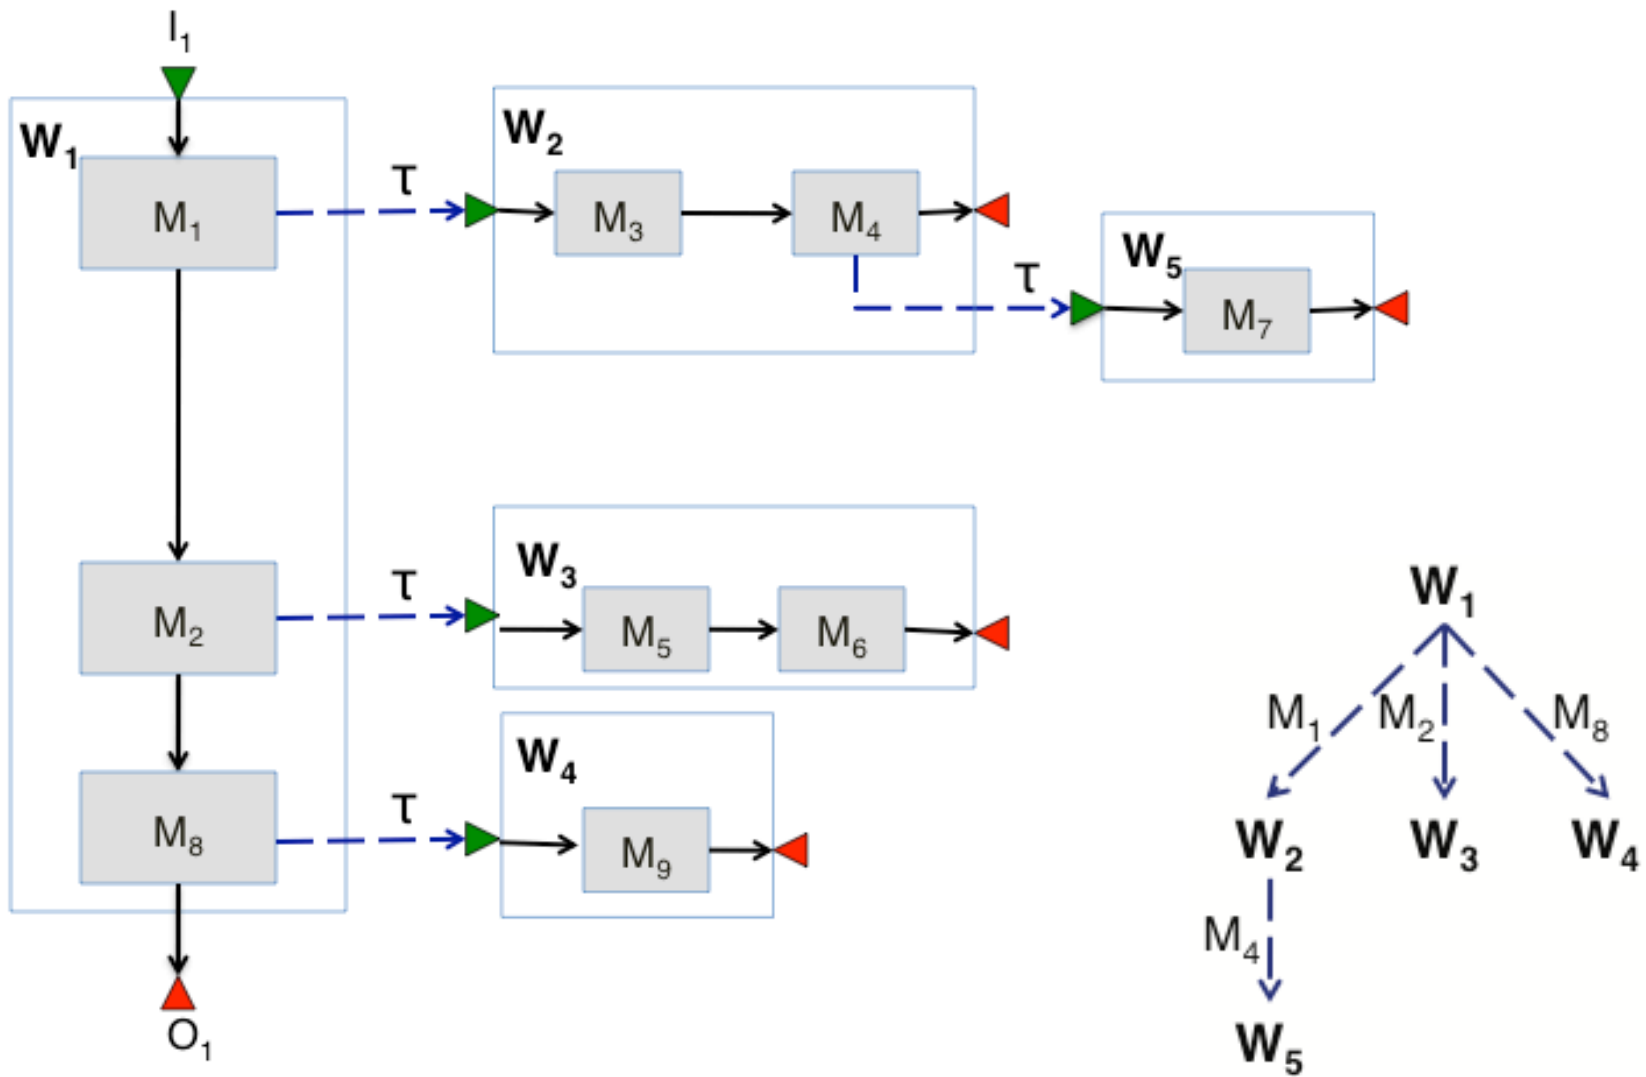 I₁
W₁
M₁
τ
W₂
M₃
M₄
τ
W₅
M₇
M₂
τ
W₃
M₅
M₆
M₈
τ
W₄
M₉
O₁
W₁
M₁
M₂
M₈
W₂
W₃
W₄
M₄
W₅